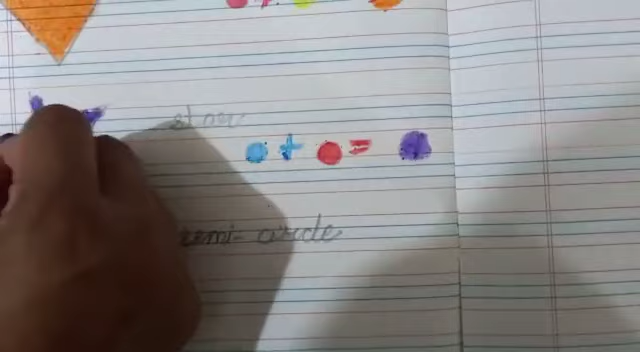 star
+ =
semi-circle